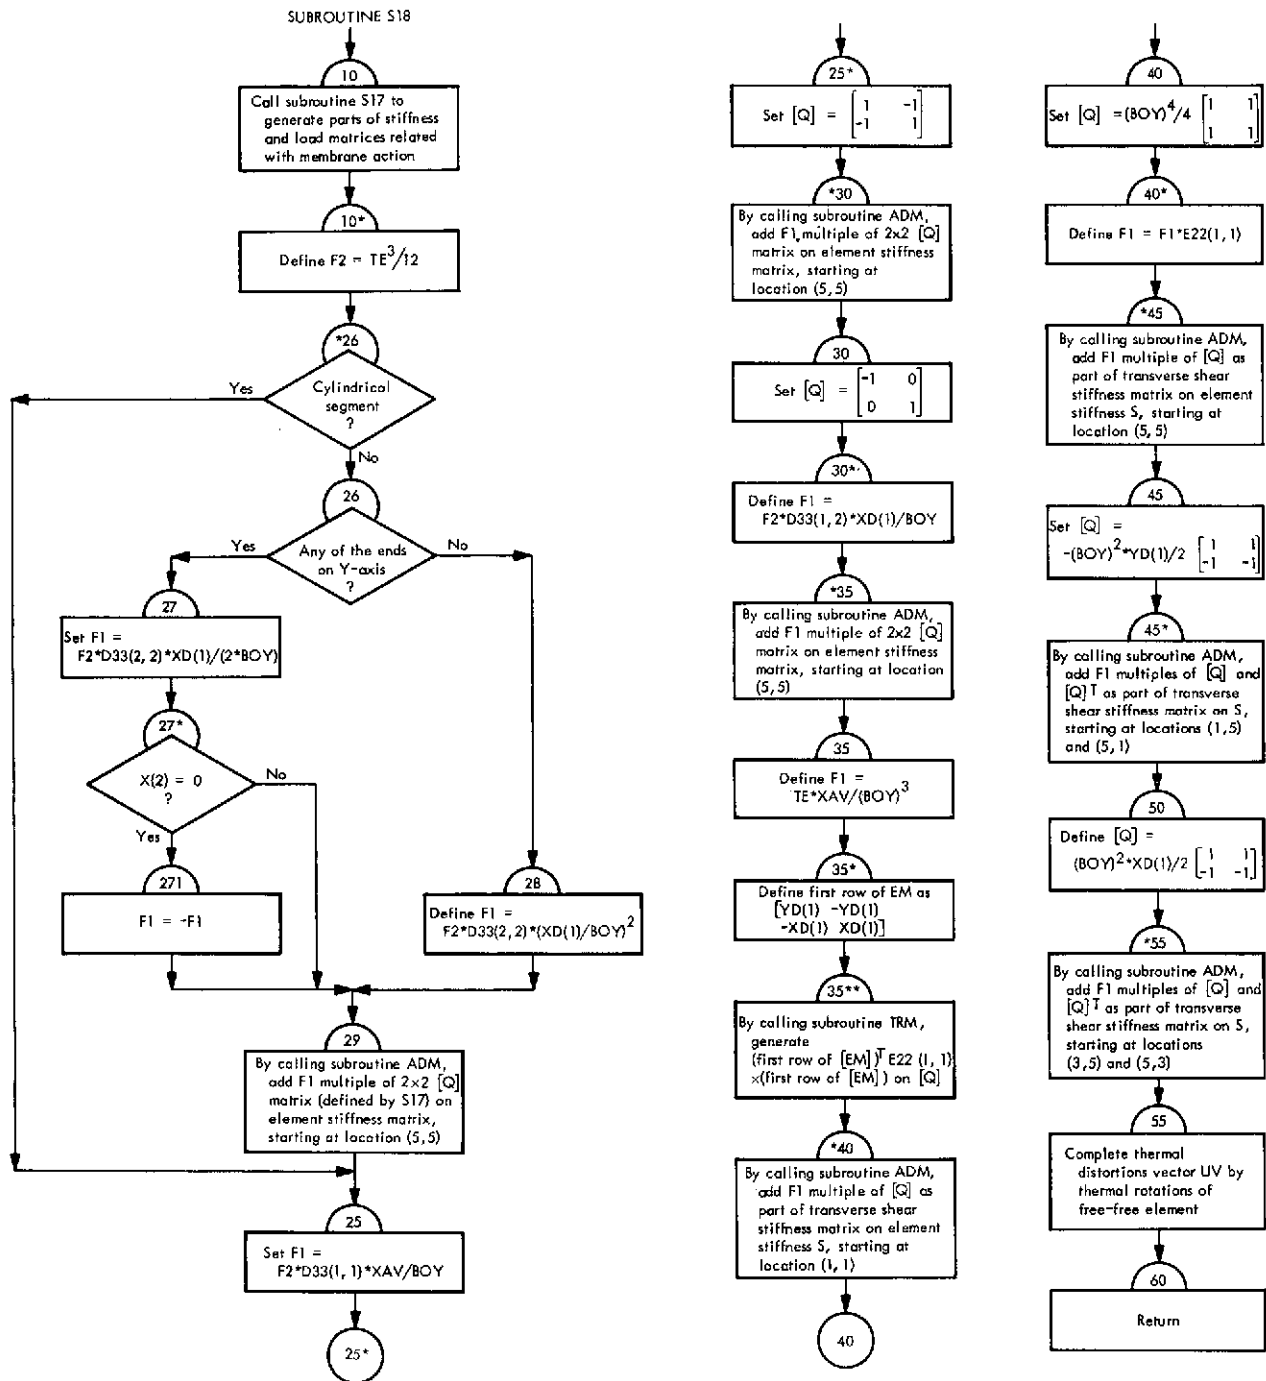 SUBROUTINE S18
10
Call subroutine S17 to
generate parts of stiffness
and load matrices related
with membrane action
10*
Define F2 = TE³/12
*26
Cylindrical
segment
?
Yes
No
26
Any of the ends
on Y-axis
?
Yes
No
27
Set F1 =
F2*D33(2,2)*XD(1)/(2*BOY)
27*
X(2) = 0
?
No
Yes
271
F1 = -F1
28
Define F1 =
F2*D33(2,2)*(XD(1)/BOY)²
29
By calling subroutine ADM,
add F1 multiple of 2×2 [Q]
matrix (defined by S17) on
element stiffness matrix,
starting at location (5,5)
25
Set F1 =
F2*D33(1,1)*XAV/BOY
25*
25*
Set [Q] = [1 -1
-1 1]
*30
By calling subroutine ADM,
add F1, multiple of 2x2 [Q]
matrix on element stiffness
matrix, starting at
location (5,5)
30
Set [Q] = [-1 0
0 1]
30*
Define F1 =
F2*D33(1,2)*XD(1)/BOY
*35
By calling subroutine ADM,
add F1 multiple of 2x2 [Q]
matrix on element stiffness
matrix, starting at location
(5,5)
35
Define F1 =
TE*XAV/(BOY)³
35*
Define first row of EM as
[YD(1) -YD(1)
-XD(1) XD(1)]
35**
By calling subroutine TRM,
generate
(first row of [EM])ᵀ E22 (1,1)
×(first row of [EM]) on [Q]
*40
By calling subroutine ADM,
add F1 multiple of [Q] as
part of transverse shear
stiffness matrix on element
stiffness S, starting at
location (1,1)
40
40
Set [Q] =(BOY)⁴/4 [1 1
1 1]
40*
Define F1 = F1*E22(1,1)
*45
By calling subroutine ADM,
add F1 multiple of [Q] as
part of transverse shear
stiffness matrix on element
stiffness S, starting at
location (5,5)
45
Set [Q] =
-(BOY)²*YD(1)/2 [1 1
-1 -1]
45*
By calling subroutine ADM,
add F1 multiples of [Q] and
[Q]ᵀ as part of transverse
shear stiffness matrix on S,
starting at locations (1,5)
and (5,1)
50
Define [Q] =
(BOY)²*XD(1)/2 [1 1
-1 -1]
*55
By calling subroutine ADM,
add F1 multiples of [Q] and
[Q]ᵀ as part of transverse
shear stiffness matrix on S,
starting at locations
(3,5) and (5,3)
55
Complete thermal
distortions vector UV by
thermal rotations of
free-free element
60
Return